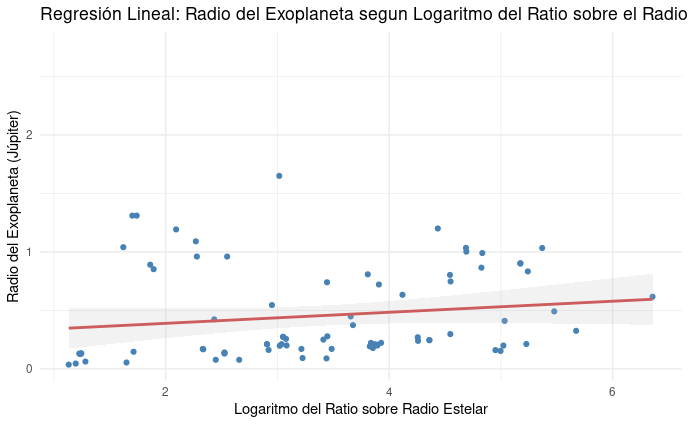 Regresión Lineal: Radio del Exoplaneta segun Logaritmo del Ratio sobre el Radio
Radio del Exoplaneta (Júpiter)
2
1
0
2
4
6
Logaritmo del Ratio sobre Radio Estelar